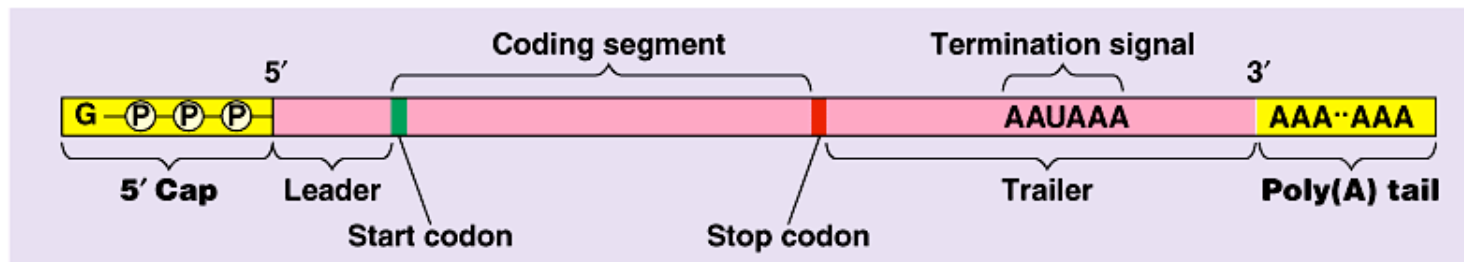 Coding segment
Termination signal
5′
3′
G P P P
AAUAAA
AAA··AAA
5′ Cap
Leader
Trailer
Poly(A) tail
Start codon
Stop codon